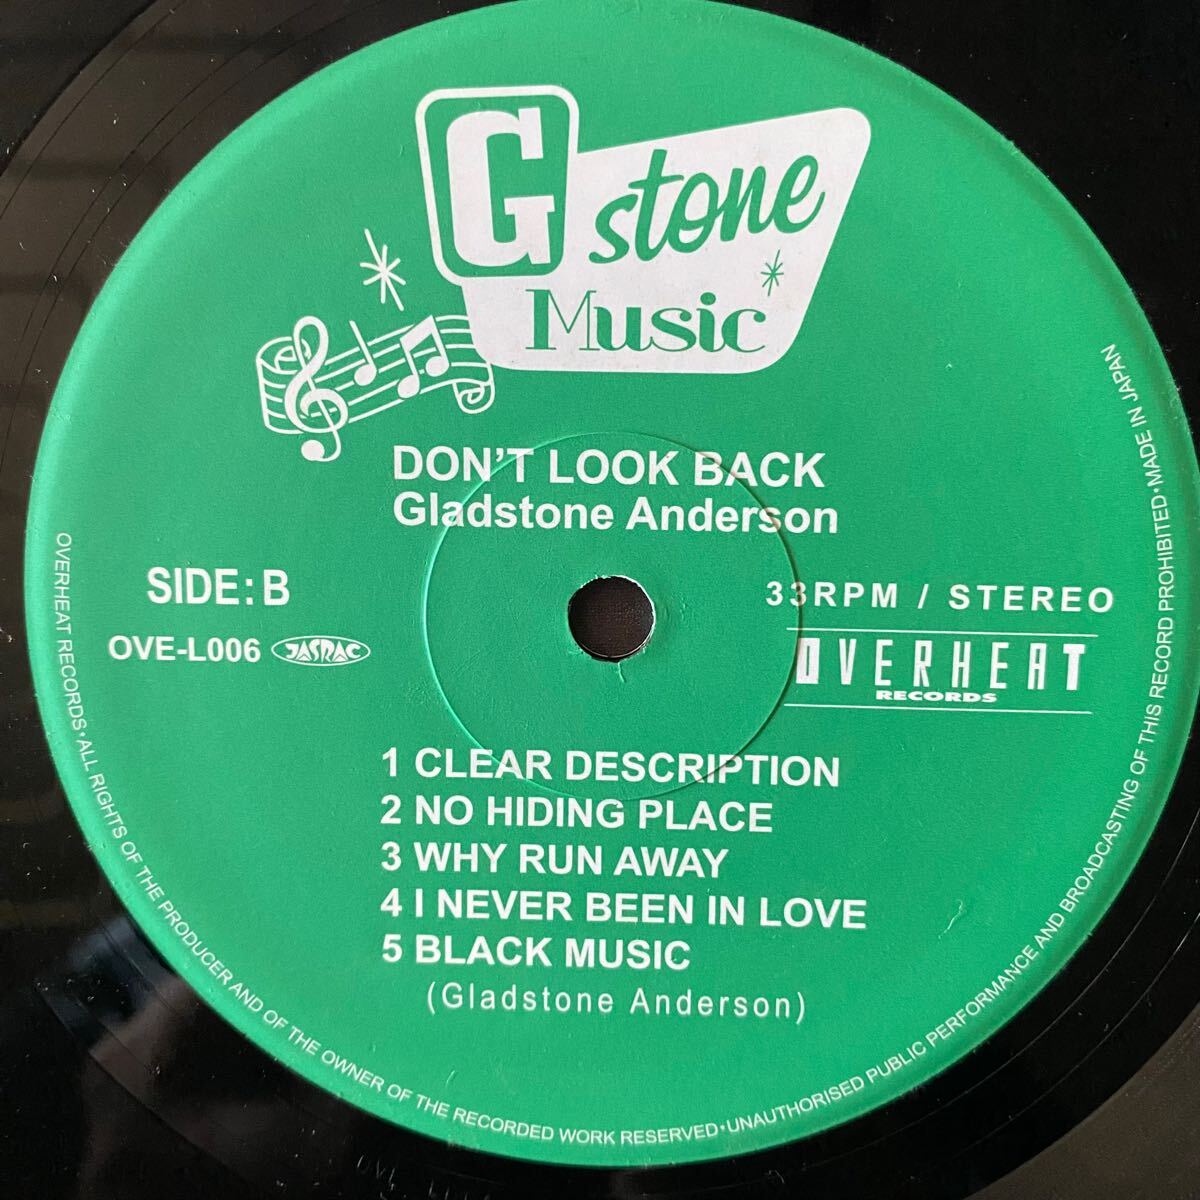 G stone
Music
DON'T LOOK BACK
Gladstone Anderson
SIDE: B
OVE-L006 JASRAC
33RPM / STEREO
OVERHEAT
RECORDS
1 CLEAR DESCRIPTION
2 NO HIDING PLACE
3 WHY RUN AWAY
4 I NEVER BEEN IN LOVE
5 BLACK MUSIC
(Gladstone Anderson)
OVERHEAT RECORDS•ALL RIGHTS OF THE PRODUCER AND OF THE OWNER OF THE RECORDED WORK RESERVED•UNAUTHORISED PUBLIC PERFORMANCE AND BROADCASTING OF THIS RECORD PROHIBITED•MADE IN JAPAN